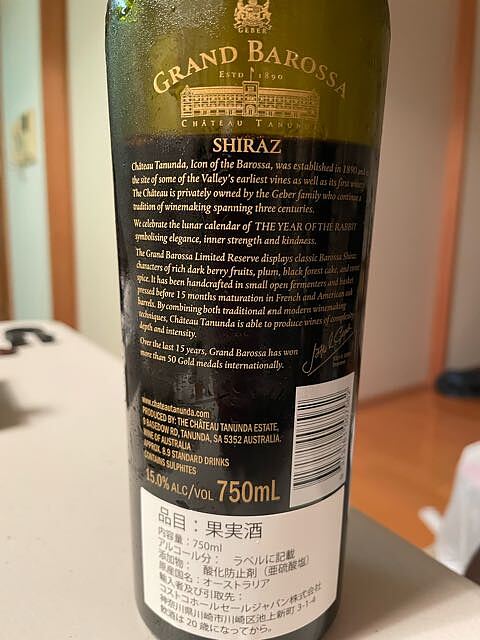 GEBER
GRAND BAROSSA
ESTD 1890
CHÂTEAU TANUNDA
SHIRAZ
Château Tanunda, Icon of the Barossa, was established in 1890 and is
the site of some of the Valley's earliest vines as well as its first winery.
The Château is privately owned by the Geber family who continue a
tradition of winemaking spanning three centuries.
We celebrate the lunar calendar of THE YEAR OF THE RABBIT
symbolising elegance, inner strength and kindness.
The Grand Barossa Limited Reserve displays classic Barossa Shiraz
characters of rich dark berry fruits, plum, black forest cake, and sweet
spice. It has been handcrafted in small open fermenters and basket
pressed before 15 months maturation in French and American oak
barrels. By combining both traditional and modern winemaking
techniques, Château Tanunda is able to produce wines of complexity,
depth and intensity.
Over the last 15 years, Grand Barossa has won
more than 50 Gold medals internationally.
www.chateautanunda.com
PRODUCED BY: THE CHÂTEAU TANUNDA ESTATE,
9 BASEDOW RD, TANUNDA, SA 5352 AUSTRALIA.
WINE OF AUSTRALIA
APPROX. 8.9 STANDARD DRINKS
CONTAINS SULPHITES
15.0% ALC/VOL 750mL
品目：果実酒
内容量：750ml
アルコール分： ラベルに記載
添加物： 酸化防止剤（亜硫酸塩）
原産国名：オーストラリア
輸入者及び引取先：
コストコホールセールジャパン株式会社
神奈川県川崎市川崎区池上新町3-1-4
飲酒は20歳になってから。